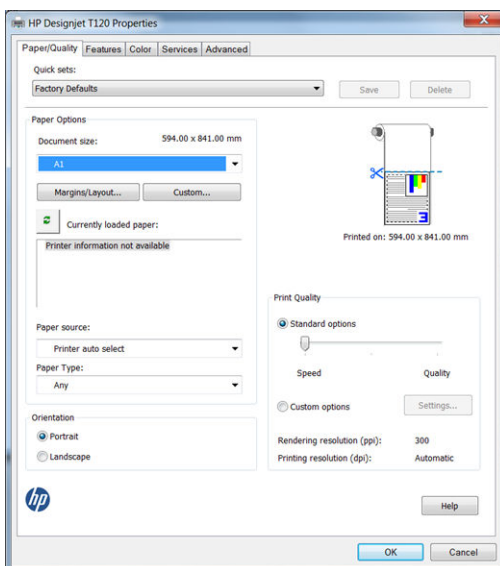 HP Designjet T120 Properties
Paper/Quality Features Color Services Advanced
Quick sets:
Factory Defaults
Save Delete
Paper Options
Document size: 594.00 x 841.00 mm
A1
Margins/Layout... Custom...
Currently loaded paper:
Printer information not available
Printed on: 594.00 x 841.00 mm
Paper source:
Printer auto select
Paper Type:
Any
Print Quality
Standard options
Speed Quality
Custom options Settings...
Rendering resolution (ppi): 300
Printing resolution (dpi): Automatic
Orientation
Portrait
Landscape
hp
Help
OK Cancel